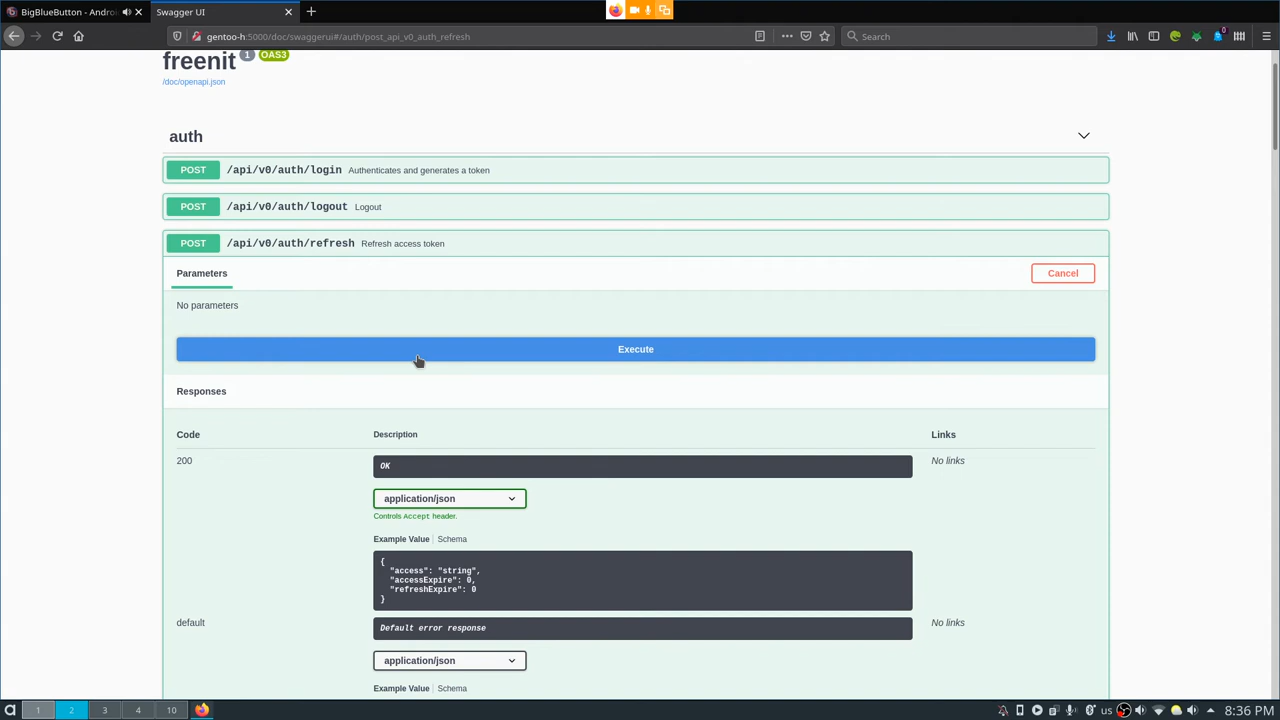 BigBlueButton - Androi
Swagger UI
gentoo-h:5000/doc/swaggerui#/auth/post_api_v0_auth_refresh
Search
freenit
1
OAS3
/doc/openapi.json
auth
POST /api/v0/auth/login Authenticates and generates a token
POST /api/v0/auth/logout Logout
POST /api/v0/auth/refresh Refresh access token
Parameters
Cancel
No parameters
Execute
Responses
Code Description Links
200 OK No links
application/json
Controls Accept header.
Example Value Schema
{
"access": "string",
"accessExpire": 0,
"refreshExpire": 0
}
default Default error response No links
application/json
Example Value Schema
1 2 3 4 10 us 8:36 PM